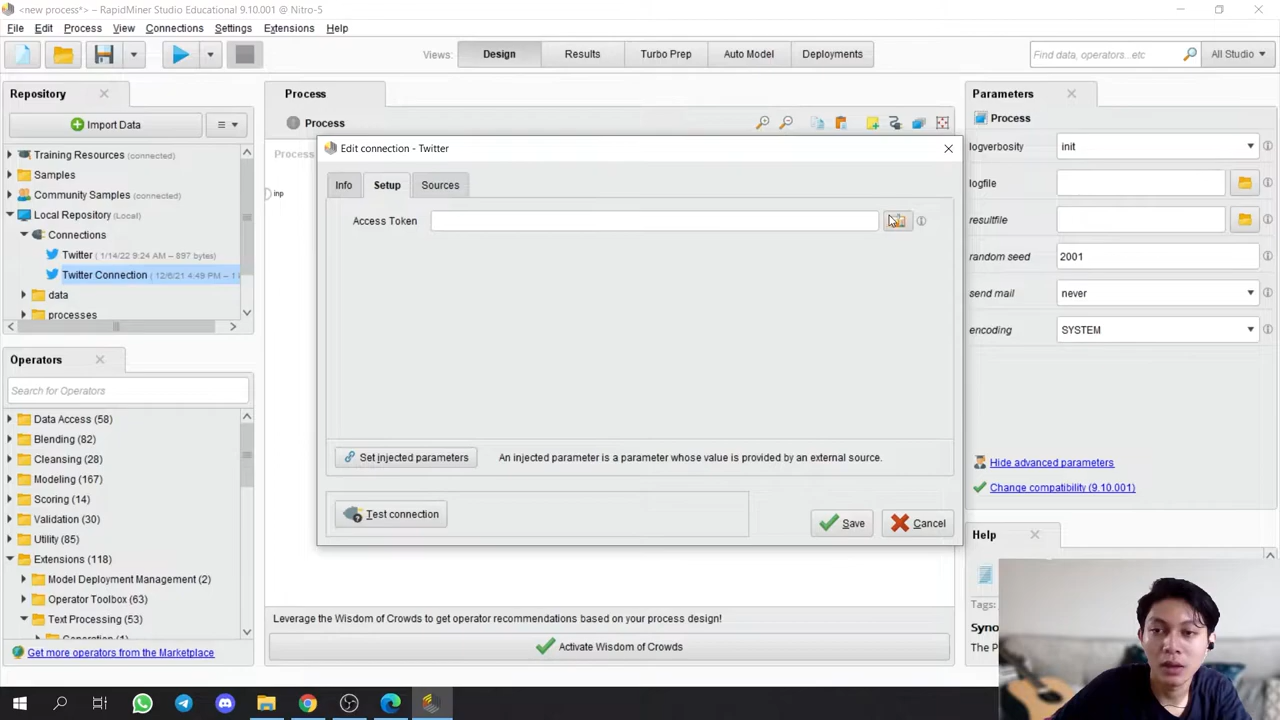 <new process*> – RapidMiner Studio Educational 9.10.001 @ Nitro-5
File Edit Process View Connections Settings Extensions Help
Views: Design Results Turbo Prep Auto Model Deployments
Find data, operators...etc
All Studio
Repository
Import Data
Training Resources (connected)
Samples
Community Samples (connected)
Local Repository (Local)
Connections
Twitter (1/14/22 9:24 AM – 897 bytes)
Twitter Connection (12/6/21 4:49 PM – 1
data
processes
Operators
Search for Operators
Data Access (58)
Blending (82)
Cleansing (28)
Modeling (167)
Scoring (14)
Validation (30)
Utility (85)
Extensions (118)
Model Deployment Management (2)
Operator Toolbox (63)
Text Processing (53)
Generation (1)
Get more operators from the Marketplace
Process
Process
Process
inp
Edit connection - Twitter
Info Setup Sources
Access Token
Set injected parameters
An injected parameter is a parameter whose value is provided by an external source.
Test connection
Save
Cancel
Leverage the Wisdom of Crowds to get operator recommendations based on your process design!
Activate Wisdom of Crowds
Parameters
Process
logverbosity init
logfile
resultfile
random seed 2001
send mail never
encoding SYSTEM
Hide advanced parameters
Change compatibility (9.10.001)
Help
Tags:
Syno
The P